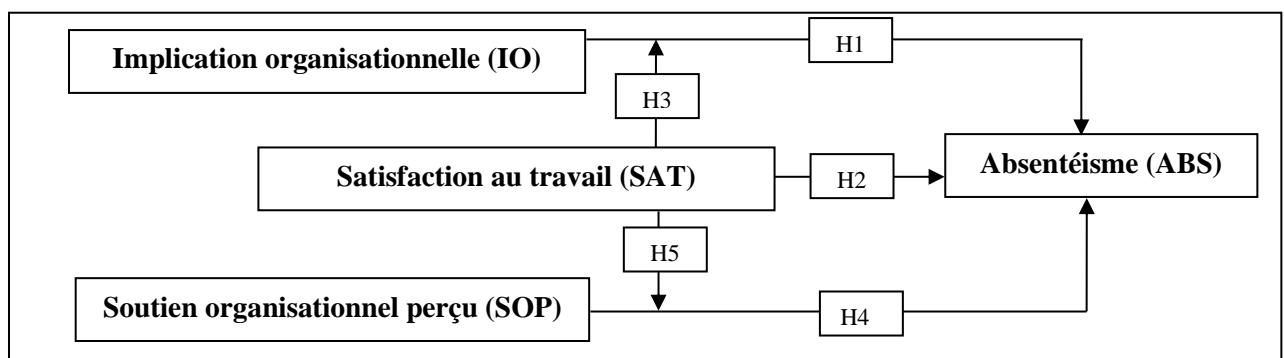 Implication organisationnelle (IO)
H1
H3
Satisfaction au travail (SAT)
H2
Absentéisme (ABS)
H5
Soutien organisationnel perçu (SOP)
H4